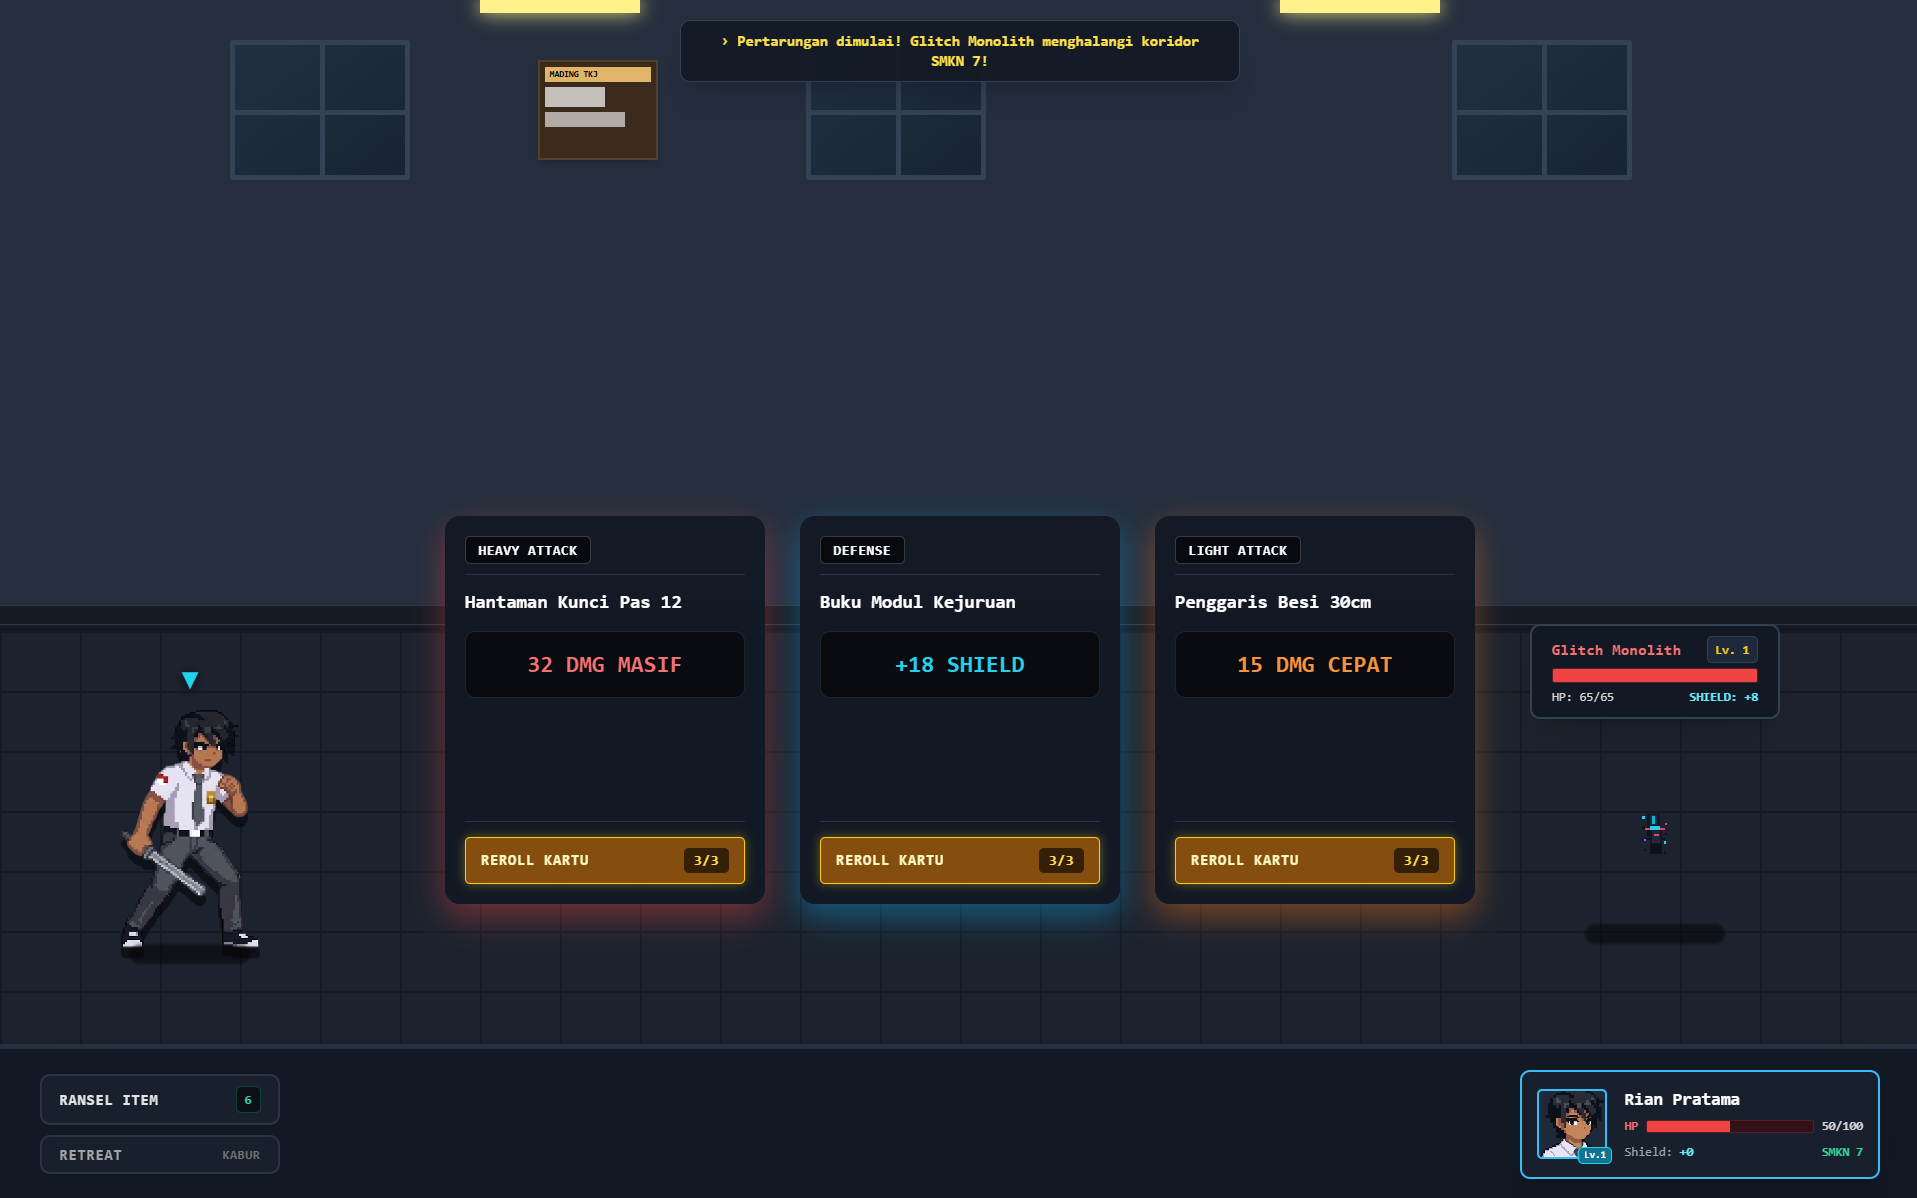 › Pertarungan dimulai! Glitch Monolith menghalangi koridor
SMKN 7!
MADING TKJ
HEAVY ATTACK
Hantaman Kunci Pas 12
32 DMG MASIF
REROLL KARTU 3/3
DEFENSE
Buku Modul Kejuruan
+18 SHIELD
REROLL KARTU 3/3
LIGHT ATTACK
Penggaris Besi 30cm
15 DMG CEPAT
REROLL KARTU 3/3
Glitch Monolith Lv. 1
HP: 65/65 SHIELD: +8
RANSEL ITEM 6
RETREAT KABUR
Rian Pratama
HP 50/100
Lv.1
Shield: +0 SMKN 7